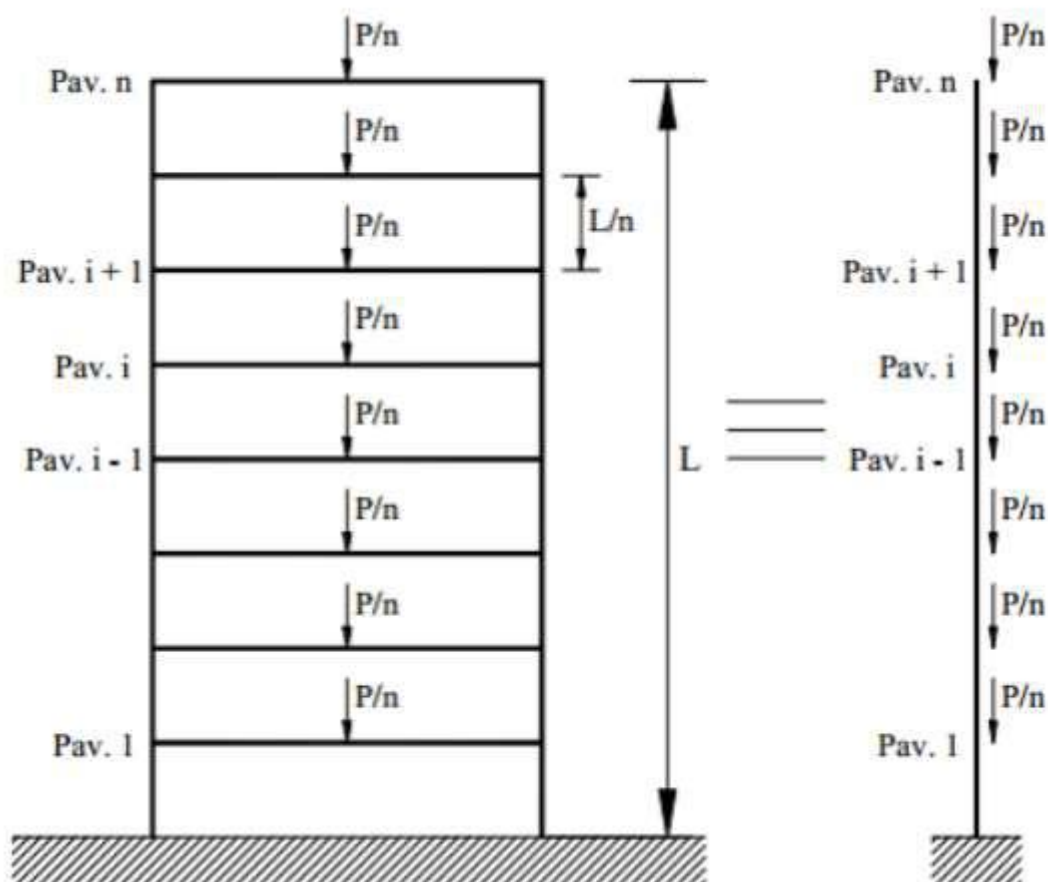 P/n
Pav. n
P/n
P/n
L/n
Pav. i + 1
P/n
Pav. i
P/n
Pav. i - 1
L
P/n
P/n
P/n
Pav. 1
P/n
Pav. n
P/n
P/n
Pav. i + 1
P/n
Pav. i
P/n
Pav. i - 1
P/n
P/n
P/n
Pav. 1